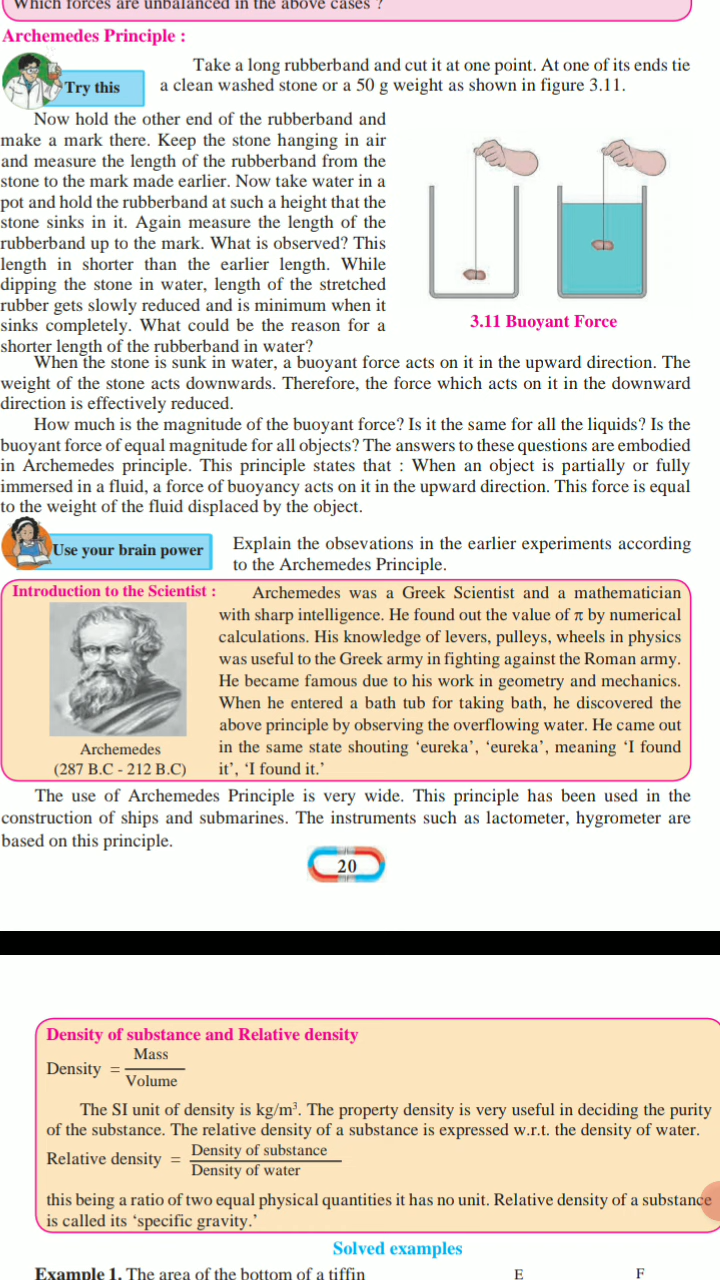 Which forces are unbalanced in the above cases ?
Archemedes Principle :
Try this
Take a long rubberband and cut it at one point. At one of its ends tie
a clean washed stone or a 50 g weight as shown in figure 3.11.
Now hold the other end of the rubberband and
make a mark there. Keep the stone hanging in air
and measure the length of the rubberband from the
stone to the mark made earlier. Now take water in a
pot and hold the rubberband at such a height that the
stone sinks in it. Again measure the length of the
rubberband up to the mark. What is observed? This
length in shorter than the earlier length. While
dipping the stone in water, length of the stretched
rubber gets slowly reduced and is minimum when it
sinks completely. What could be the reason for a
shorter length of the rubberband in water?
3.11 Buoyant Force
When the stone is sunk in water, a buoyant force acts on it in the upward direction. The
weight of the stone acts downwards. Therefore, the force which acts on it in the downward
direction is effectively reduced.
How much is the magnitude of the buoyant force? Is it the same for all the liquids? Is the
buoyant force of equal magnitude for all objects? The answers to these questions are embodied
in Archemedes principle. This principle states that : When an object is partially or fully
immersed in a fluid, a force of buoyancy acts on it in the upward direction. This force is equal
to the weight of the fluid displaced by the object.
Use your brain power
Explain the obsevations in the earlier experiments according
to the Archemedes Principle.
Introduction to the Scientist :
Archemedes was a Greek Scientist and a mathematician
with sharp intelligence. He found out the value of π by numerical
calculations. His knowledge of levers, pulleys, wheels in physics
was useful to the Greek army in fighting against the Roman army.
He became famous due to his work in geometry and mechanics.
When he entered a bath tub for taking bath, he discovered the
above principle by observing the overflowing water. He came out
in the same state shouting ‘eureka’, ‘eureka’, meaning ‘I found
it’, ‘I found it.’
Archemedes
(287 B.C - 212 B.C)
The use of Archemedes Principle is very wide. This principle has been used in the
construction of ships and submarines. The instruments such as lactometer, hygrometer are
based on this principle.
20
Density of substance and Relative density
Density = Mass
Volume
The SI unit of density is kg/m³. The property density is very useful in deciding the purity
of the substance. The relative density of a substance is expressed w.r.t. the density of water.
Relative density = Density of substance
Density of water
this being a ratio of two equal physical quantities it has no unit. Relative density of a substance
is called its ‘specific gravity.’
Solved examples
Example 1. The area of the bottom of a tiffin
E F